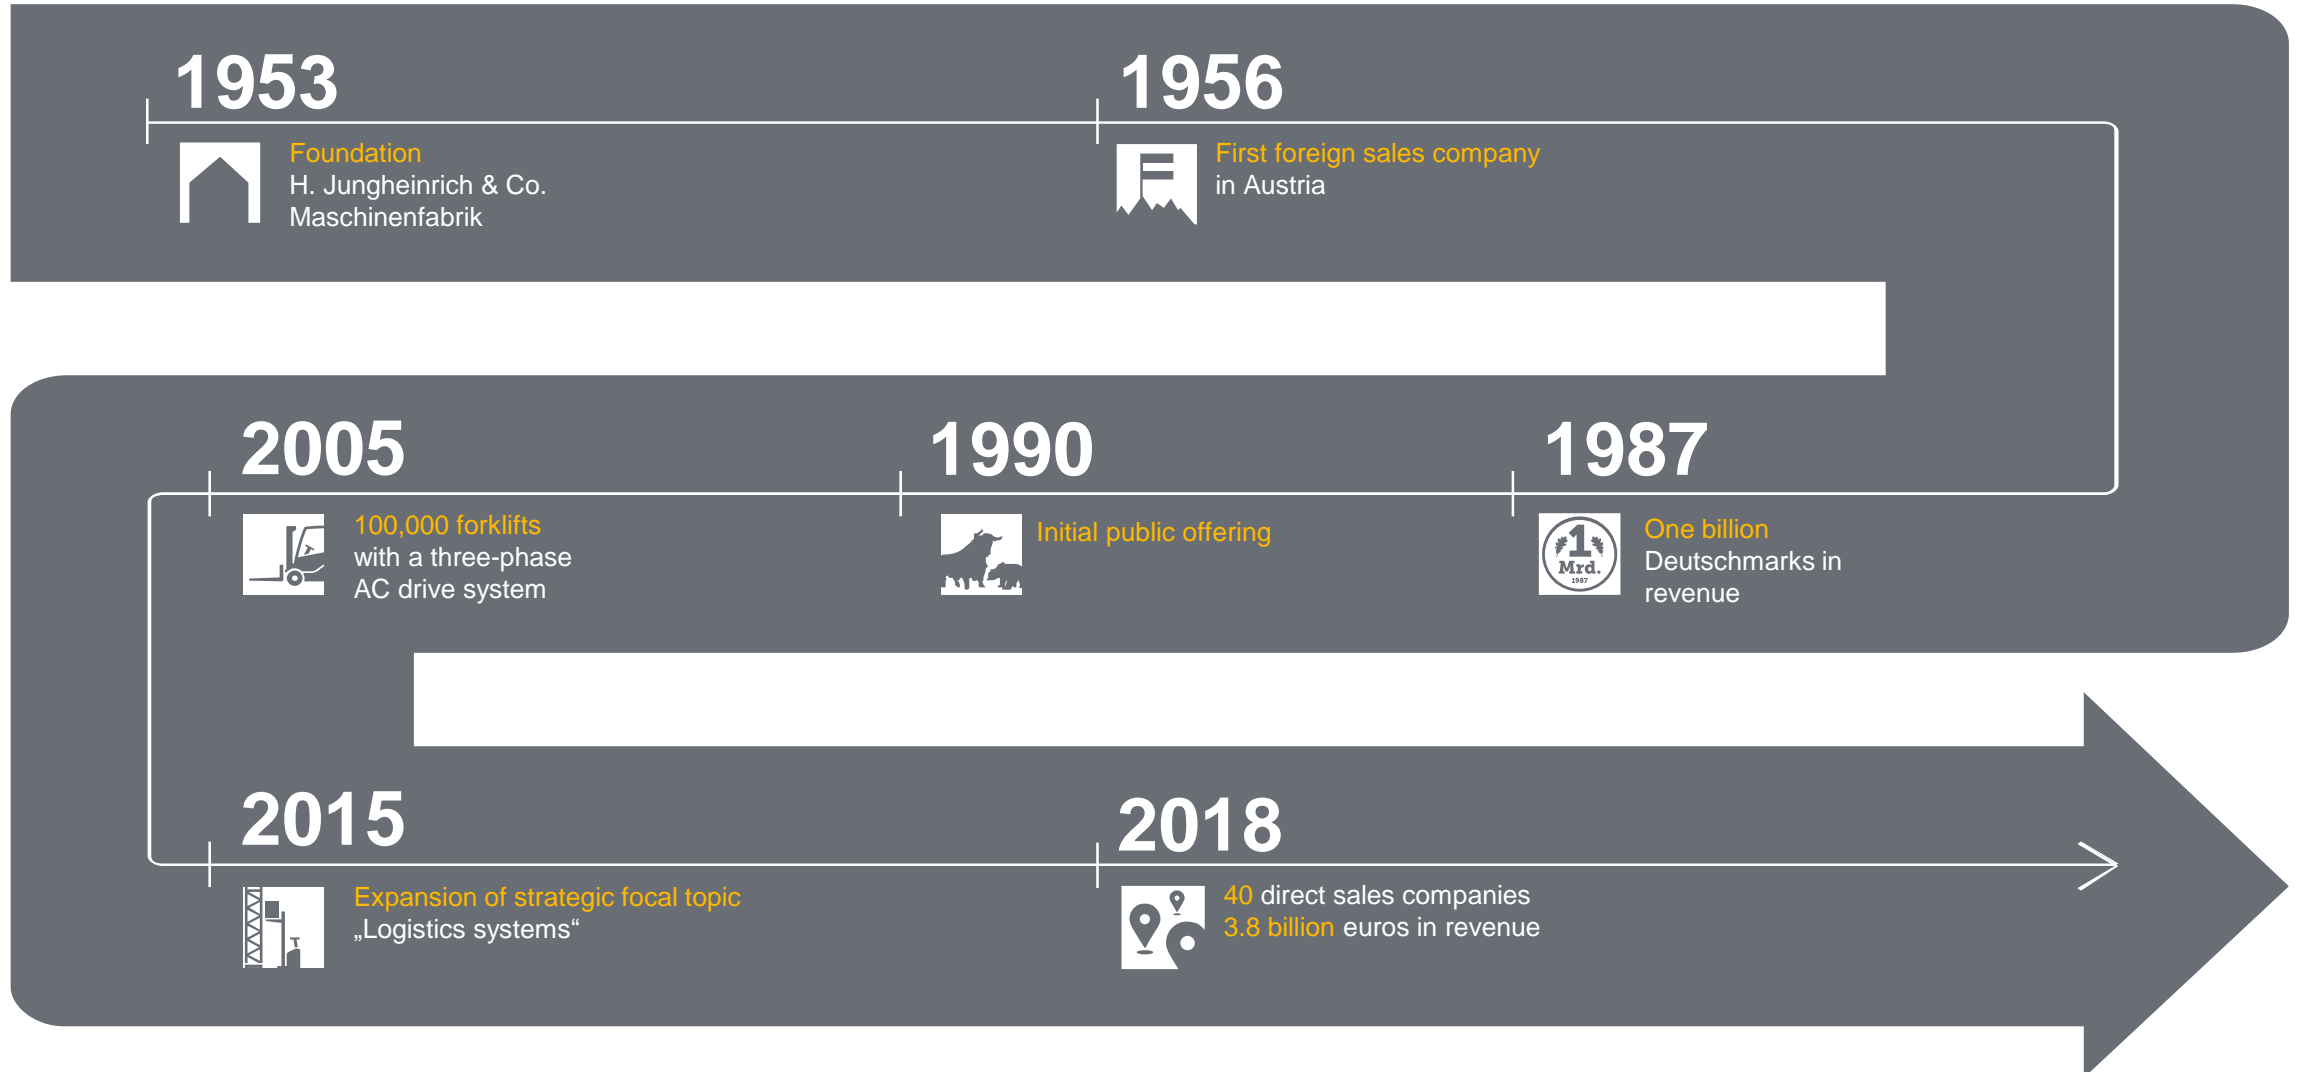 1953
Foundation
H. Jungheinrich & Co.
Maschinenfabrik
1956
First foreign sales company
in Austria
1987
1
Mrd.
1987
One billion
Deutschmarks in
revenue
1990
Initial public offering
2005
100,000 forklifts
with a three-phase
AC drive system
2015
Expansion of strategic focal topic
„Logistics systems“
2018
40 direct sales companies
3.8 billion euros in revenue